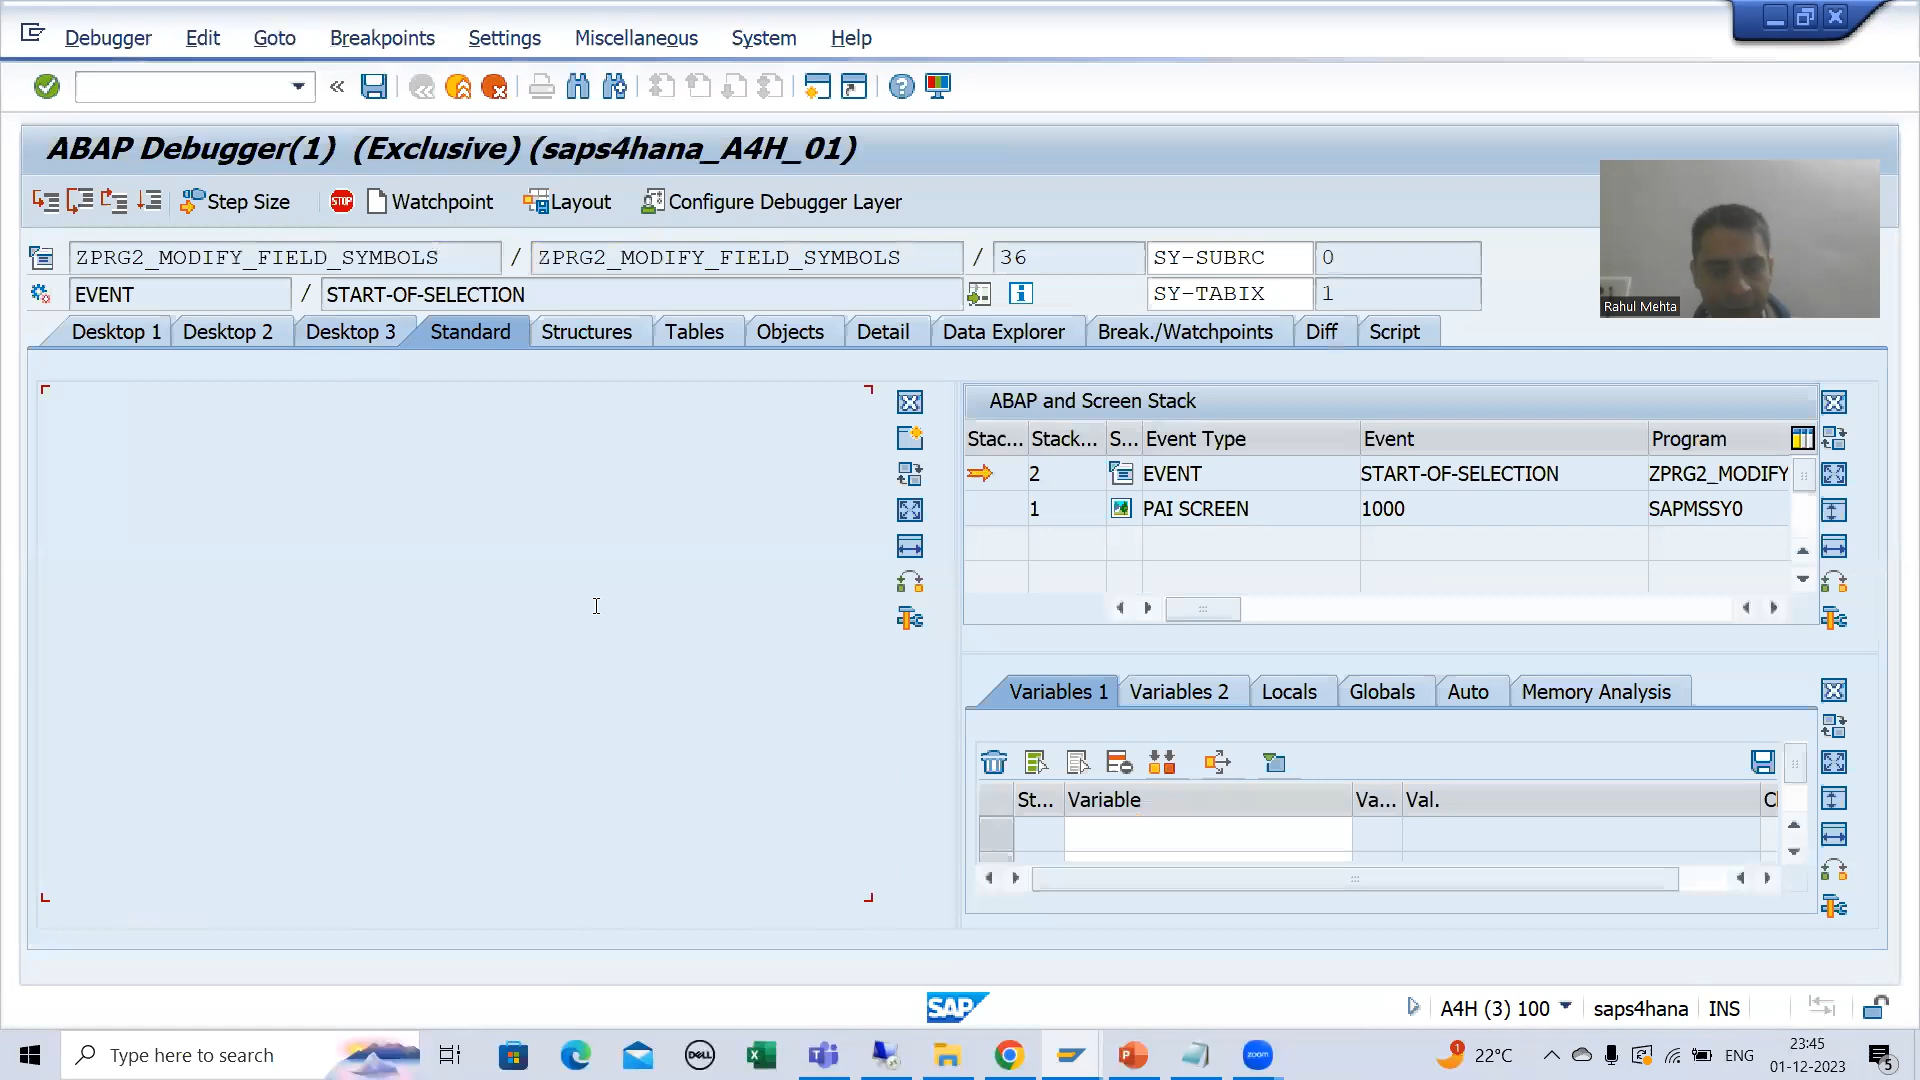 Debugger Edit Goto Breakpoints Settings Miscellaneous System Help
ABAP Debugger(1) (Exclusive) (saps4hana_A4H_01)
Step Size STOP Watchpoint Layout Configure Debugger Layer
ZPRG2_MODIFY_FIELD_SYMBOLS / ZPRG2_MODIFY_FIELD_SYMBOLS / 36 SY-SUBRC 0
EVENT / START-OF-SELECTION SY-TABIX 1
Rahul Mehta
Desktop 1 Desktop 2 Desktop 3 Standard Structures Tables Objects Detail Data Explorer Break./Watchpoints Diff Script
ABAP and Screen Stack
Stac... Stack... S... Event Type Event Program
2 EVENT START-OF-SELECTION ZPRG2_MODIFY
1 PAI SCREEN 1000 SAPMSSY0
Variables 1 Variables 2 Locals Globals Auto Memory Analysis
St... Variable Va... Val.
SAP
A4H (3) 100 saps4hana INS
Type here to search
DELL
zoom
1 22°C
ENG
23:45
01-12-2023
5